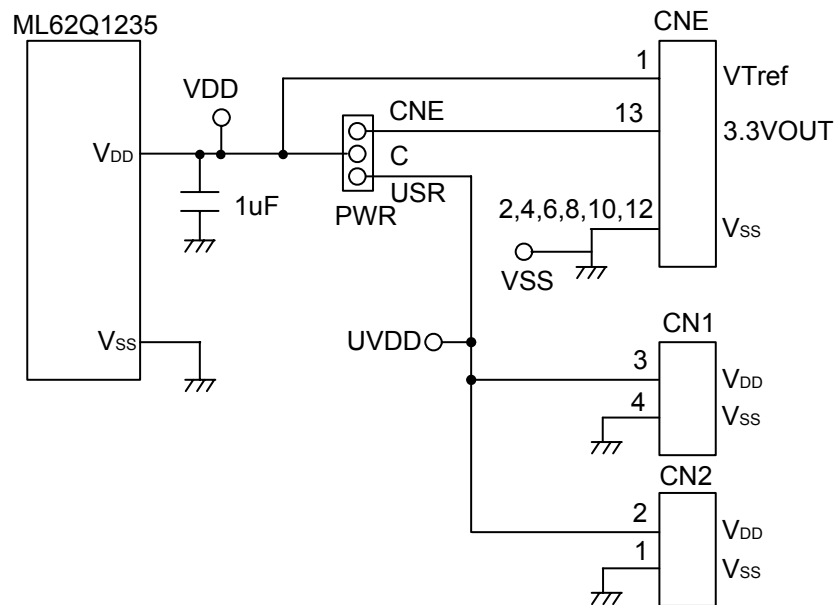 ML62Q1235
CNE
VDD
1
VTref
CNE
13
3.3VOUT
VDD
C
1uF
USR
PWR
2,4,6,8,10,12
VSS
VSS
VSS
UVDD
CN1
3
VDD
4
VSS
CN2
2
VDD
1
VSS